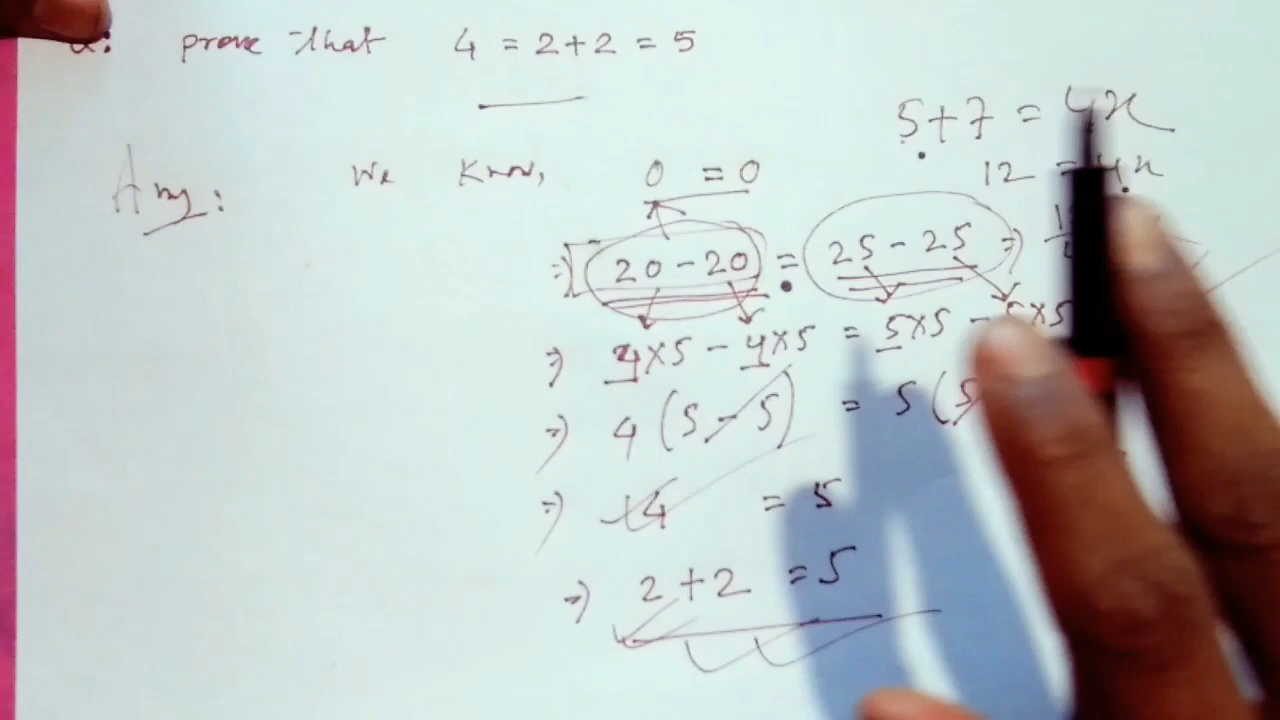 Q: prove that 4 = 2+2 = 5
Ans: We know, 0 = 0
⇒ 20 - 20 = 25 - 25
⇒ 4×5 - 4×5 = 5×5 - 5×5
⇒ 4 (5 - 5) = 5 (5
⇒ 4 = 5
⇒ 2+2 = 5
5+7 = 4x
12 = 4x
⇒